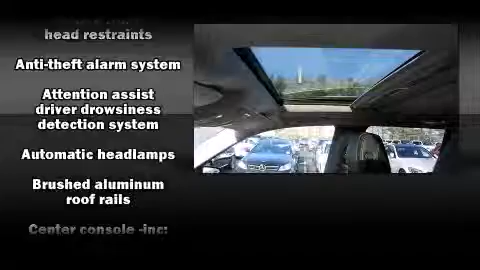 head restraints
Anti-theft alarm system
Attention assist
driver drowsiness
detection system
Automatic headlamps
Brushed aluminum
roof rails
Center console -inc: